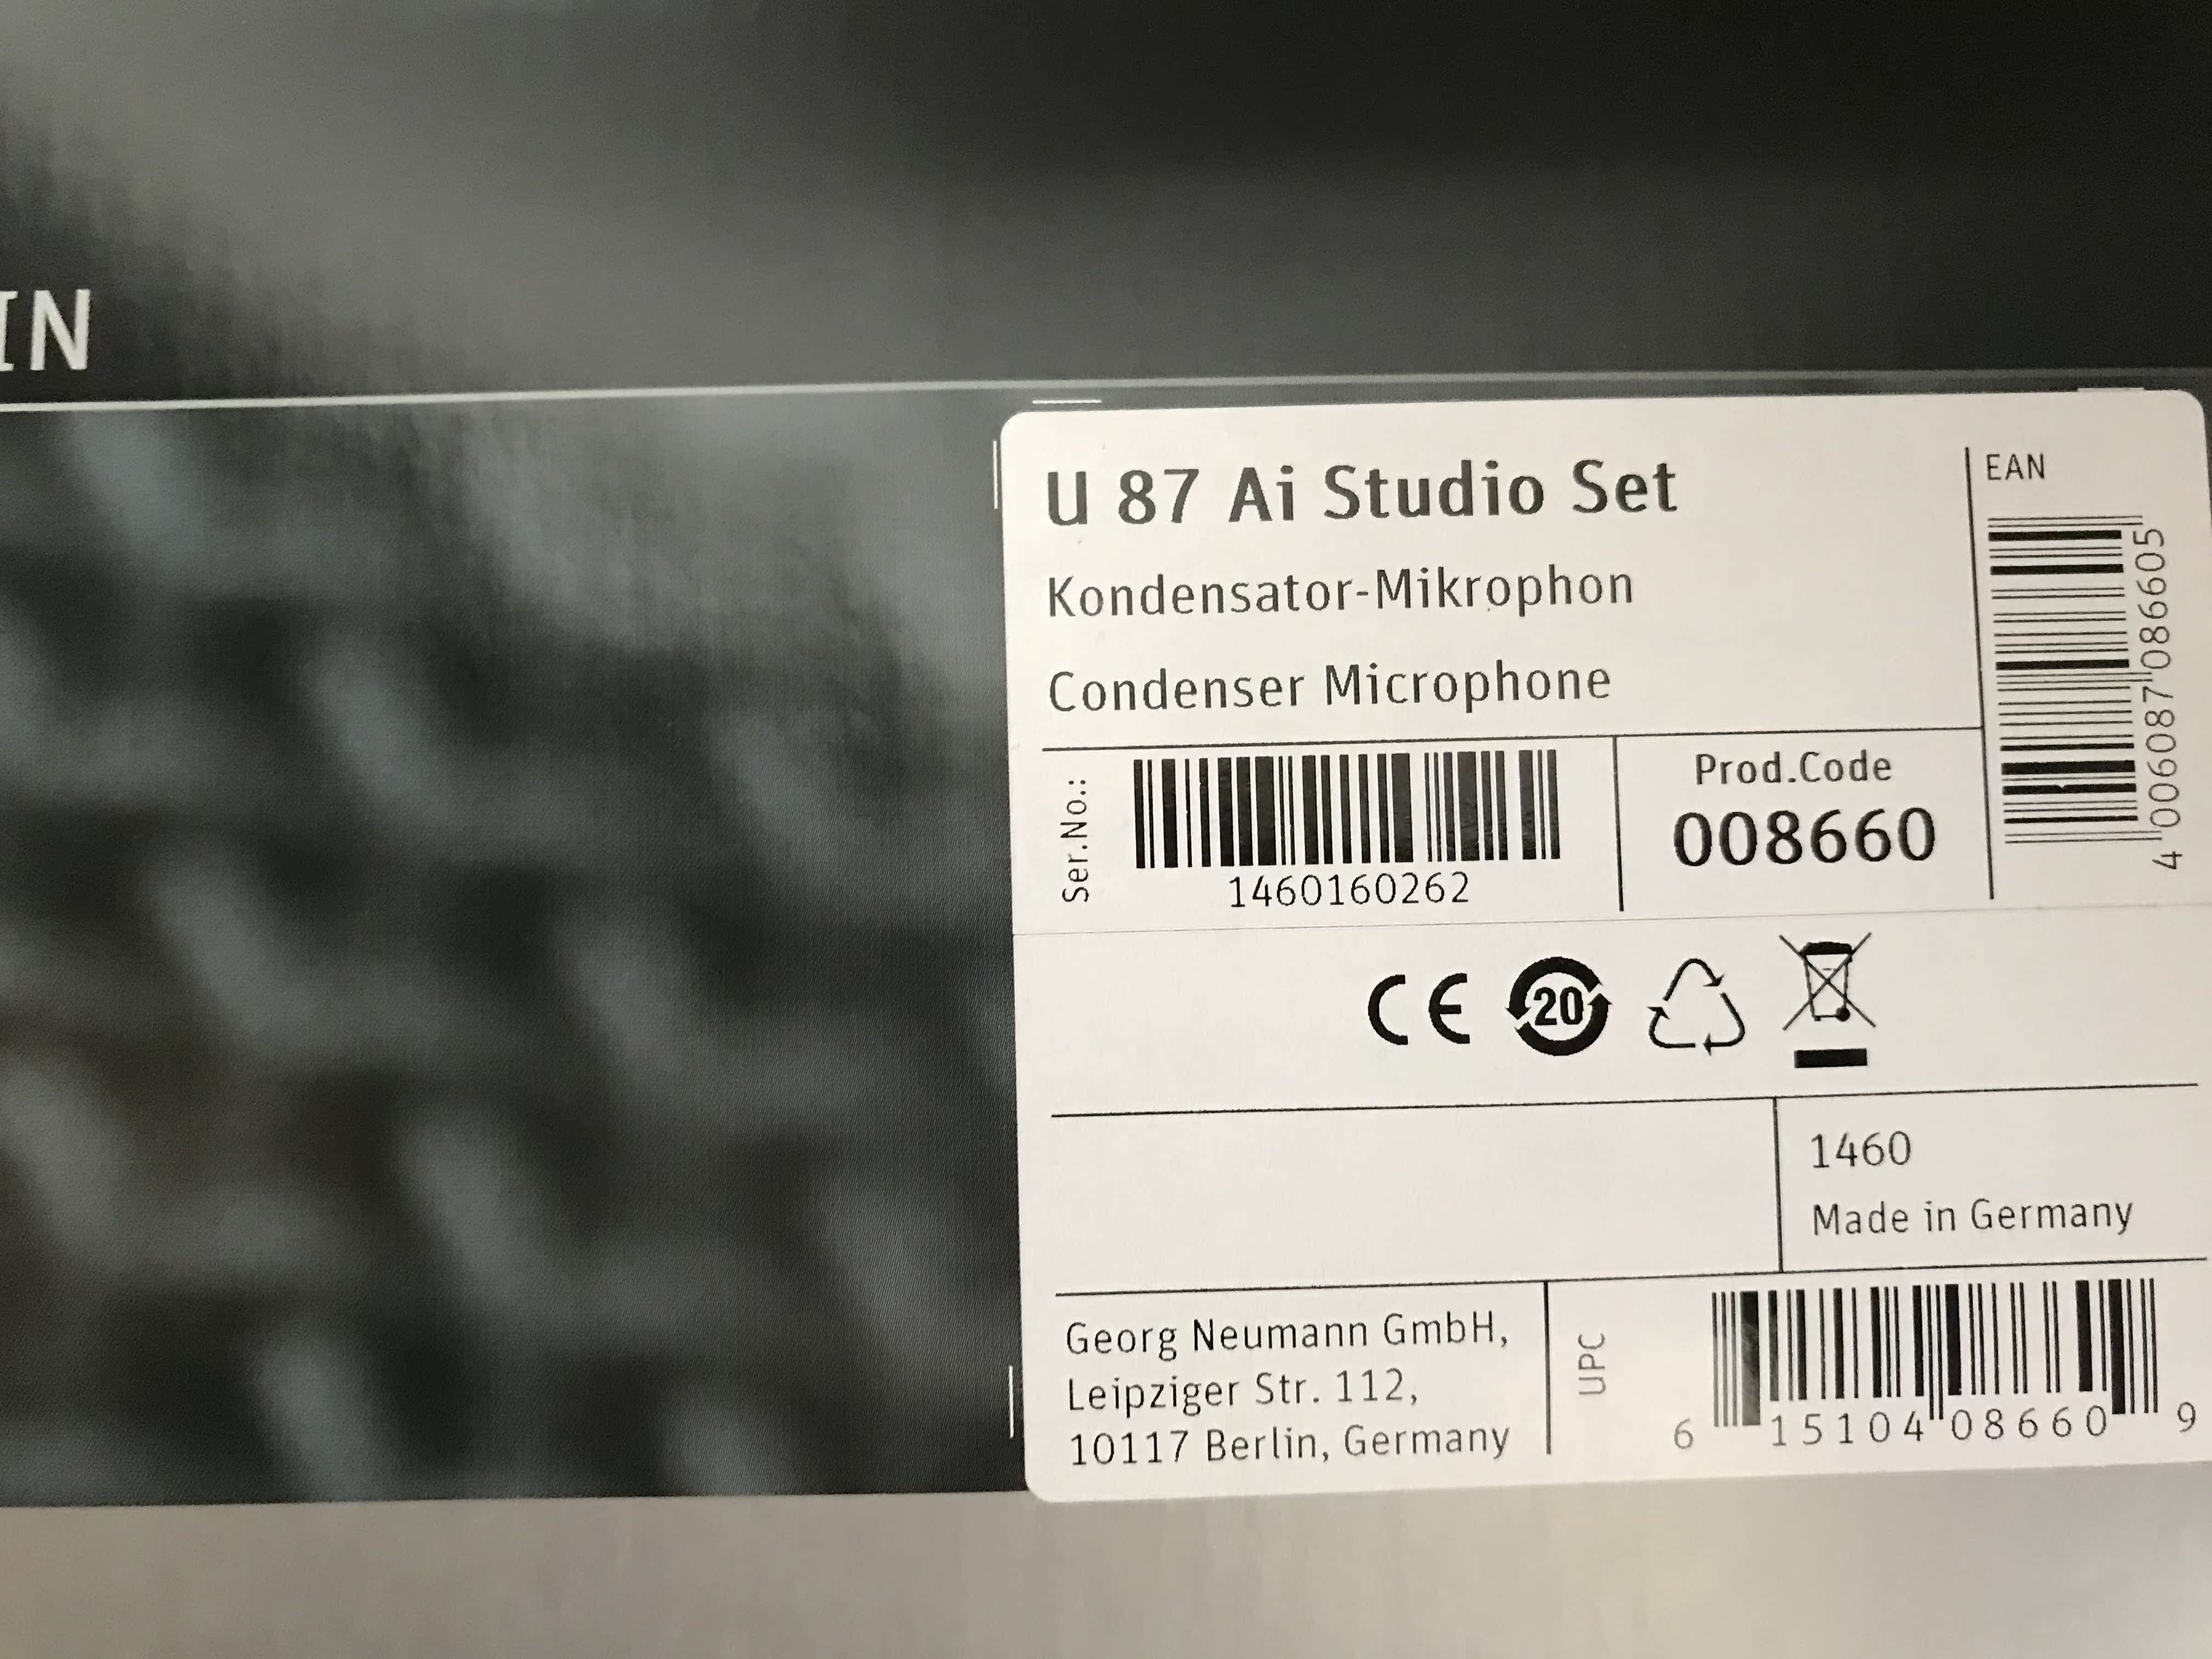 IN
U 87 Ai Studio Set
Kondensator-Mikrophon
Condenser Microphone
EAN
4 006087 086605
Ser.No.:
1460160262
Prod.Code
008660
CE
20
1460
Made in Germany
Georg Neumann GmbH,
Leipziger Str. 112,
10117 Berlin, Germany
UPC
6 15104 08660 9